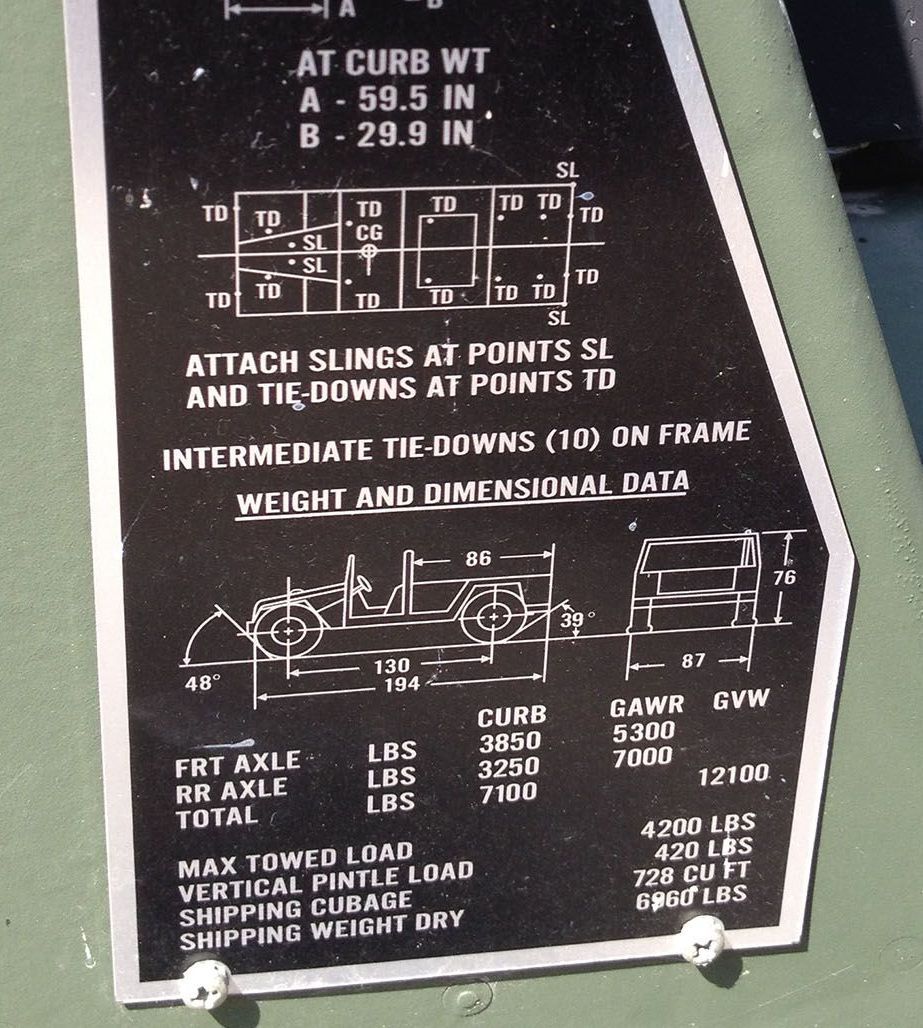 A B
AT CURB WT
A - 59.5 IN
B - 29.9 IN
SL
TD TD TD TD TD TD TD
CG
SL
SL
TD TD TD TD TD TD TD
SL
ATTACH SLINGS AT POINTS SL
AND TIE-DOWNS AT POINTS TD
INTERMEDIATE TIE-DOWNS (10) ON FRAME
WEIGHT AND DIMENSIONAL DATA
86
76
39°
48°
130
87
194
CURB GAWR GVW
FRT AXLE LBS 3850 5300
RR AXLE LBS 3250 7000
TOTAL LBS 7100 12100
MAX TOWED LOAD 4200 LBS
VERTICAL PINTLE LOAD 420 LBS
SHIPPING CUBAGE 728 CU FT
SHIPPING WEIGHT DRY 6960 LBS